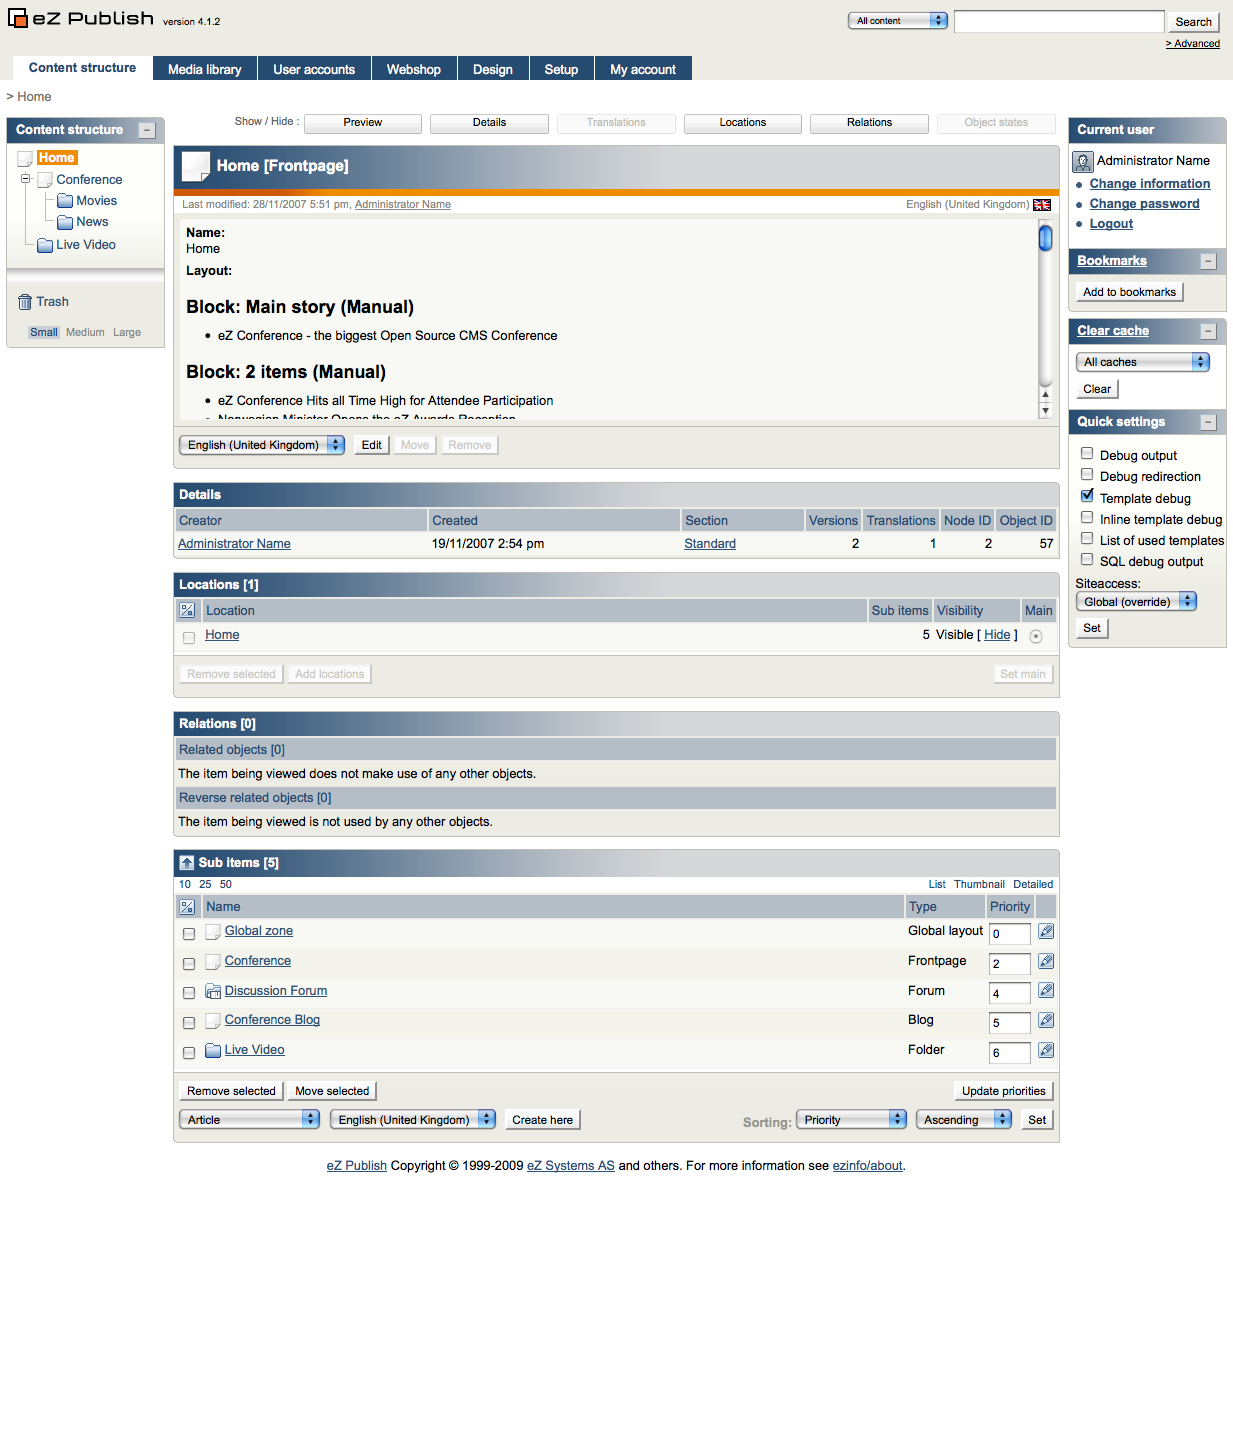 eZ Publish version 4.1.2
All content
Search
> Advanced
Content structure
Media library
User accounts
Webshop
Design
Setup
My account
> Home
Content structure
Home
Conference
Movies
News
Live Video
Trash
Small Medium Large
Show / Hide :
Preview
Details
Translations
Locations
Relations
Object states
Home [Frontpage]
Last modified: 28/11/2007 5:51 pm, Administrator Name
English (United Kingdom)
Name:
Home
Layout:
Block: Main story (Manual)
eZ Conference - the biggest Open Source CMS Conference
Block: 2 items (Manual)
eZ Conference Hits all Time High for Attendee Participation
Norwegian Minister Opens the eZ Awards Reception
English (United Kingdom)
Edit
Move
Remove
Details
Creator Created Section Versions Translations Node ID Object ID
Administrator Name 19/11/2007 2:54 pm Standard 2 1 2 57
Locations [1]
Location Sub items Visibility Main
Home 5 Visible [ Hide ]
Remove selected
Add locations
Set main
Relations [0]
Related objects [0]
The item being viewed does not make use of any other objects.
Reverse related objects [0]
The item being viewed is not used by any other objects.
Sub items [5]
10 25 50
List Thumbnail Detailed
Name Type Priority
Global zone Global layout 0
Conference Frontpage 2
Discussion Forum Forum 4
Conference Blog Blog 5
Live Video Folder 6
Remove selected
Move selected
Update priorities
Article
English (United Kingdom)
Create here
Sorting: Priority
Ascending
Set
Current user
Administrator Name
Change information
Change password
Logout
Bookmarks
Add to bookmarks
Clear cache
All caches
Clear
Quick settings
Debug output
Debug redirection
Template debug
Inline template debug
List of used templates
SQL debug output
Siteaccess:
Global (override)
Set
eZ Publish Copyright © 1999-2009 eZ Systems AS and others. For more information see ezinfo/about.